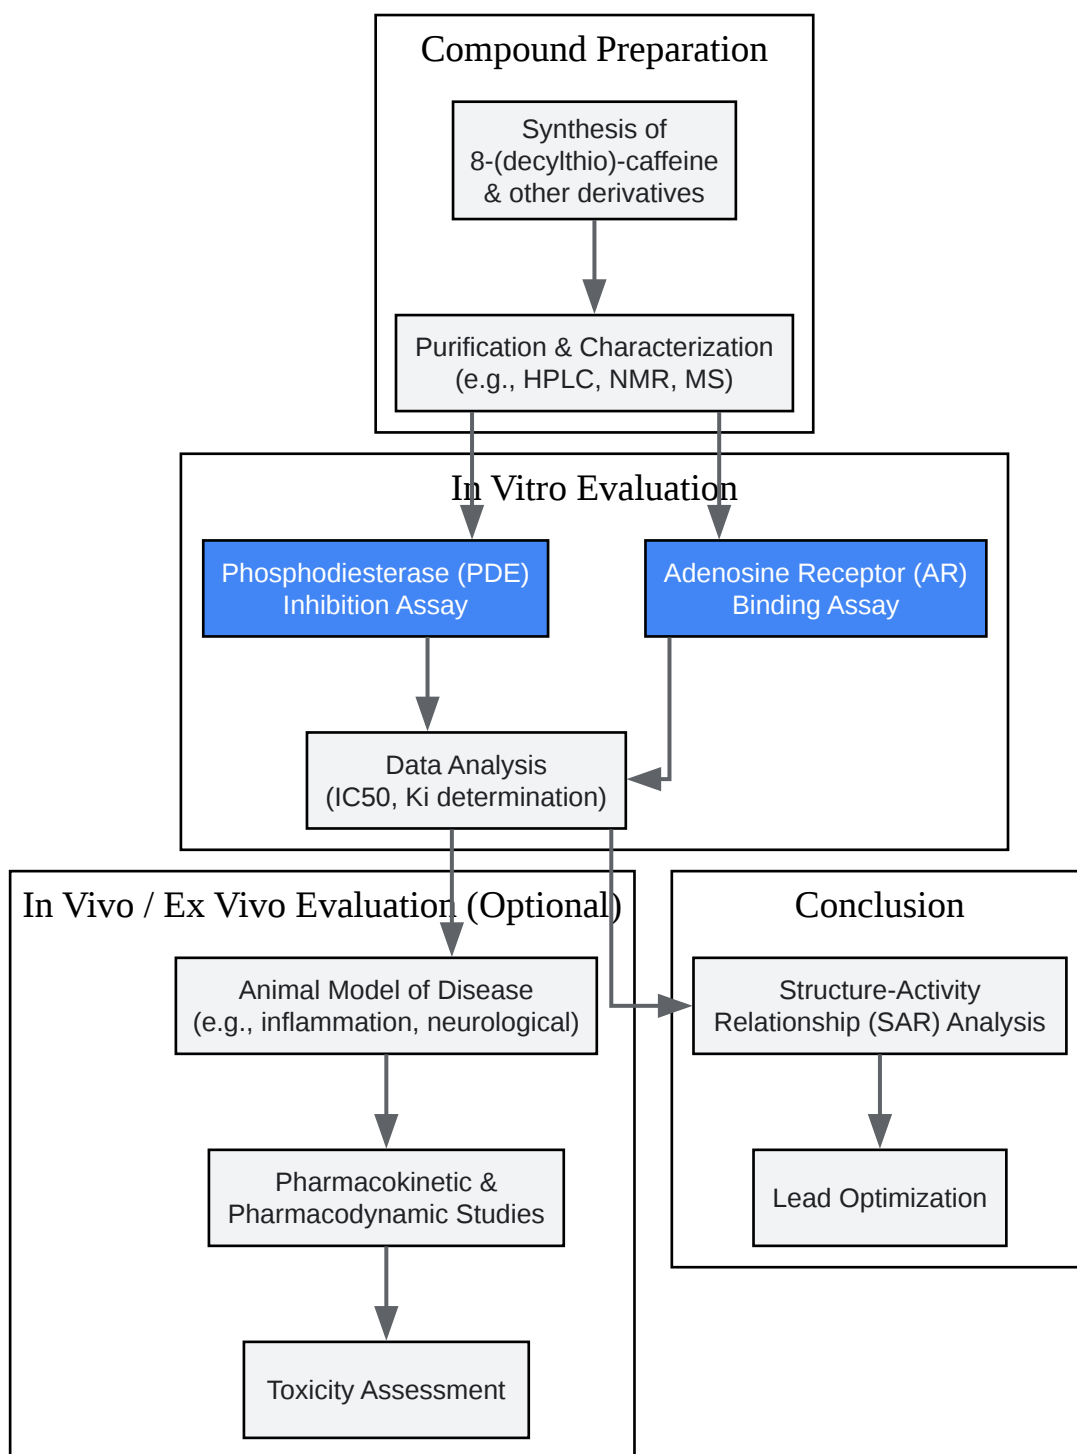 Compound Preparation
Synthesis of
8-(decylthio)-caffeine
& other derivatives
Purification & Characterization
(e.g., HPLC, NMR, MS)
In Vitro Evaluation
Phosphodiesterase (PDE)
Inhibition Assay
Adenosine Receptor (AR)
Binding Assay
Data Analysis
(IC50, Ki determination)
In Vivo / Ex Vivo Evaluation (Optional)
Animal Model of Disease
(e.g., inflammation, neurological)
Pharmacokinetic &
Pharmacodynamic Studies
Toxicity Assessment
Conclusion
Structure-Activity
Relationship (SAR) Analysis
Lead Optimization